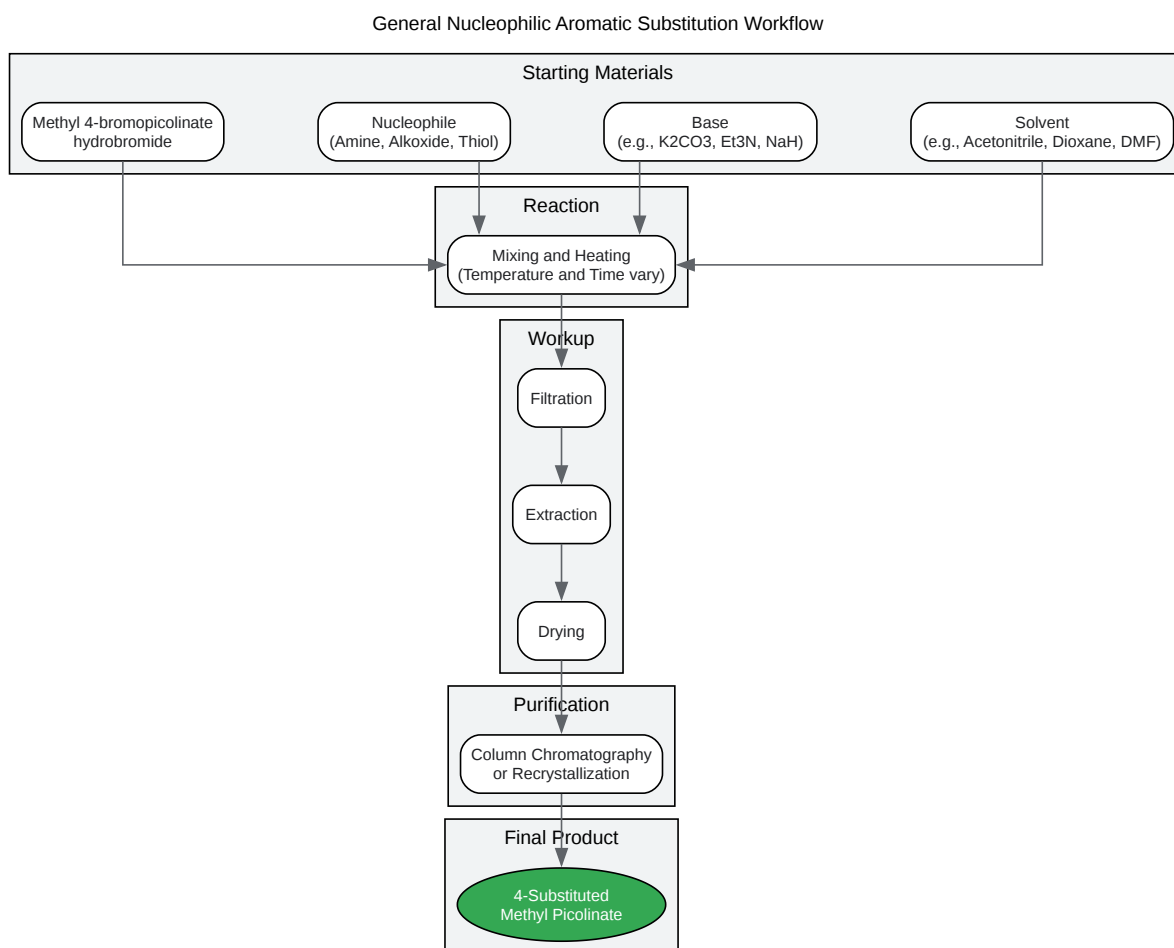 General Nucleophilic Aromatic Substitution Workflow
Starting Materials
Methyl 4-bromopicolinate
hydrobromide
Nucleophile
(Amine, Alkoxide, Thiol)
Base
(e.g., K2CO3, Et3N, NaH)
Solvent
(e.g., Acetonitrile, Dioxane, DMF)
Reaction
Mixing and Heating
(Temperature and Time vary)
Workup
Filtration
Extraction
Drying
Purification
Column Chromatography
or Recrystallization
Final Product
4-Substituted
Methyl Picolinate